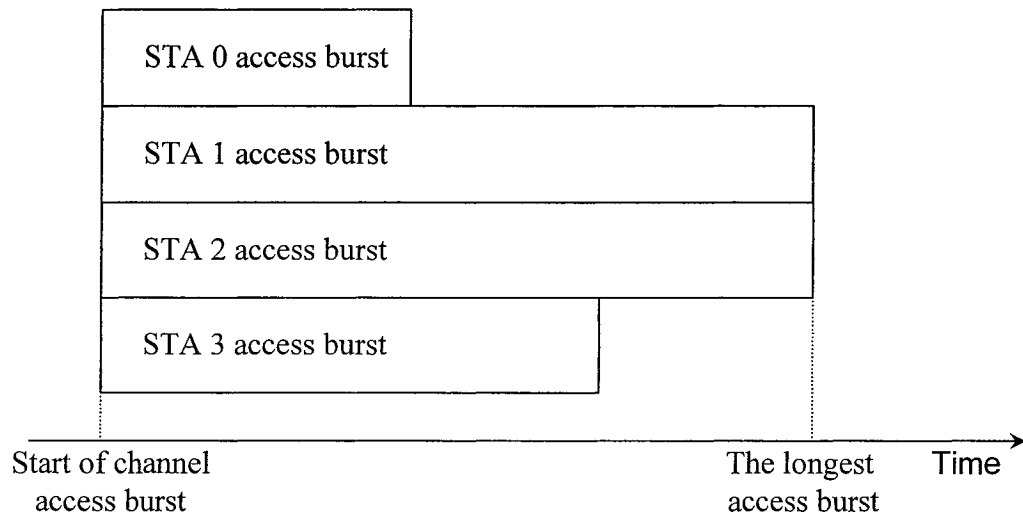 STA 0 access burst
STA 1 access burst
STA 2 access burst
STA 3 access burst
Start of channel
access burst
The longest
access burst
Time